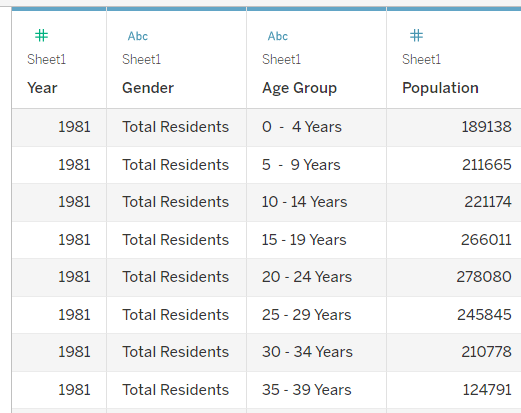 # Abc Abc #
Sheet1 Sheet1 Sheet1 Sheet1
Year Gender Age Group Population
1981 Total Residents 0 - 4 Years 189138
1981 Total Residents 5 - 9 Years 211665
1981 Total Residents 10 - 14 Years 221174
1981 Total Residents 15 - 19 Years 266011
1981 Total Residents 20 - 24 Years 278080
1981 Total Residents 25 - 29 Years 245845
1981 Total Residents 30 - 34 Years 210778
1981 Total Residents 35 - 39 Years 124791